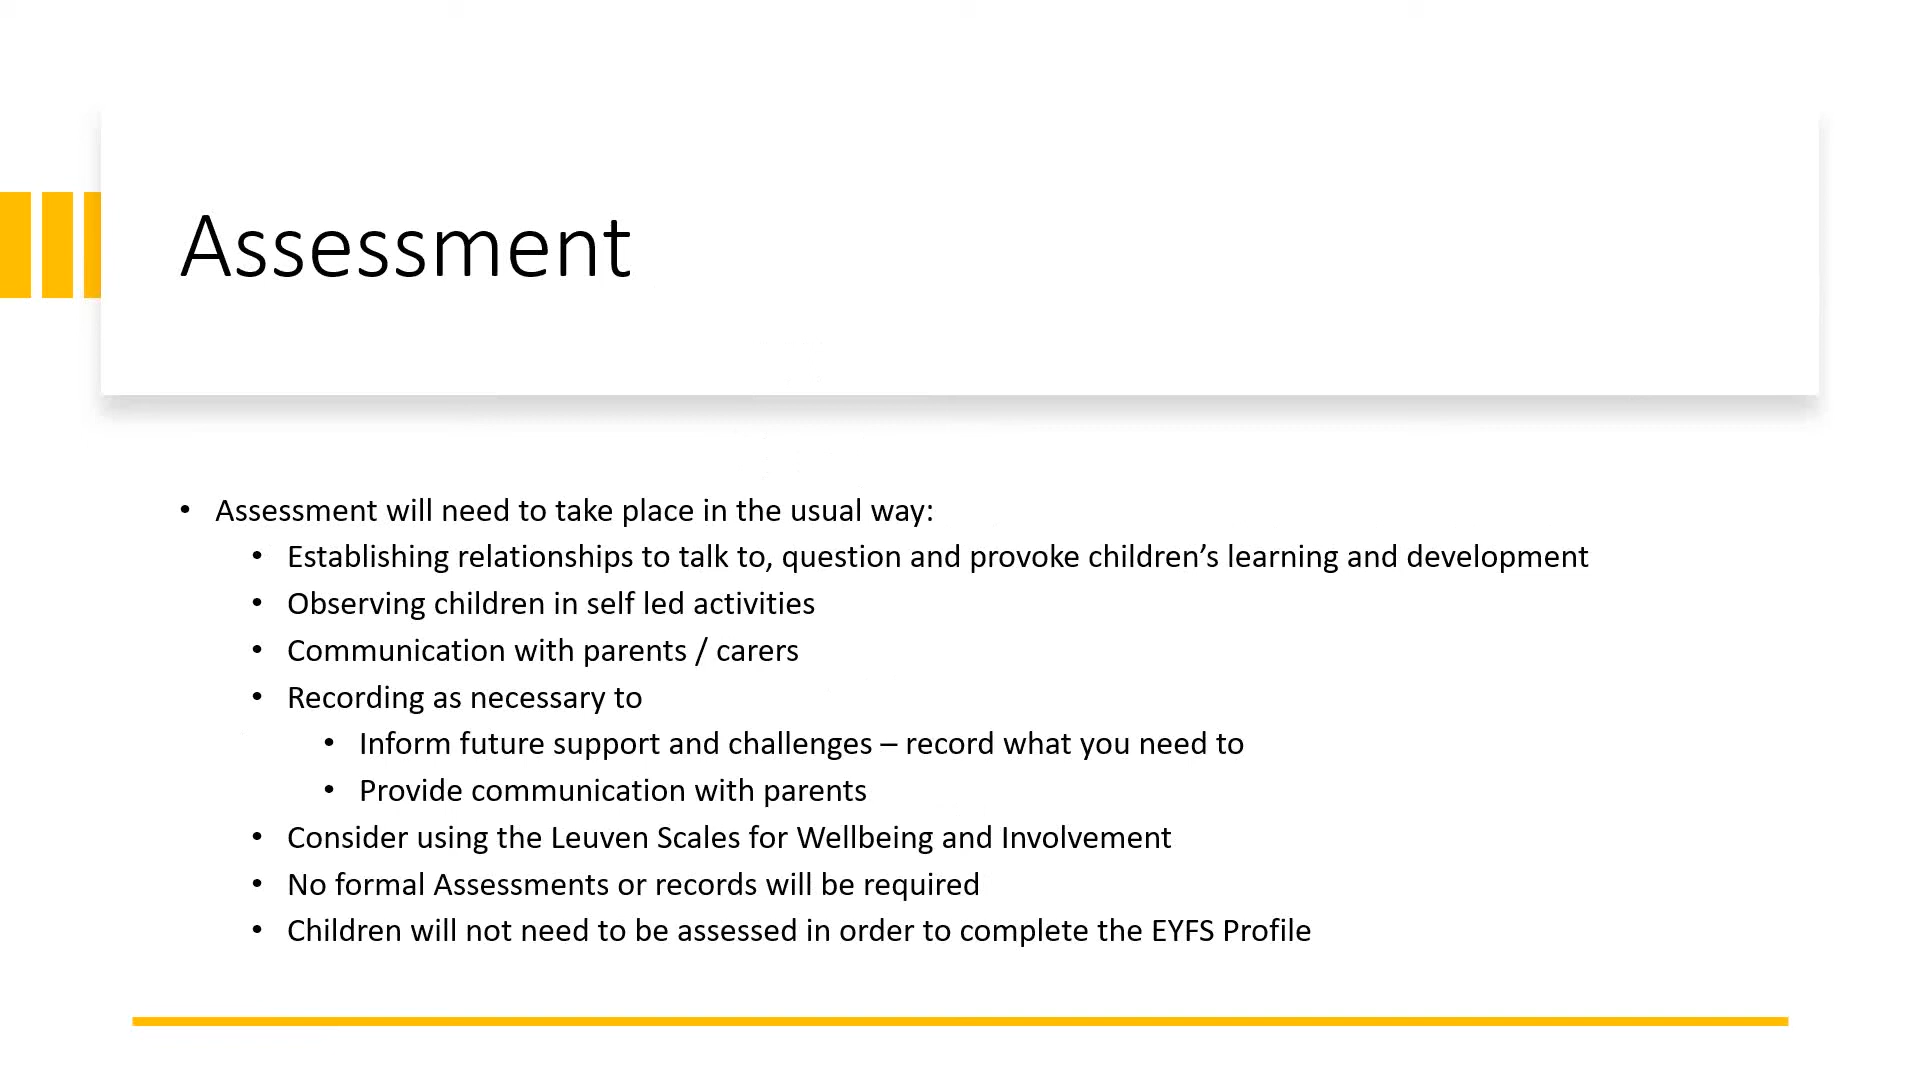 Assessment
• Assessment will need to take place in the usual way:
• Establishing relationships to talk to, question and provoke children’s learning and development
• Observing children in self led activities
• Communication with parents / carers
• Recording as necessary to
• Inform future support and challenges – record what you need to
• Provide communication with parents
• Consider using the Leuven Scales for Wellbeing and Involvement
• No formal Assessments or records will be required
• Children will not need to be assessed in order to complete the EYFS Profile